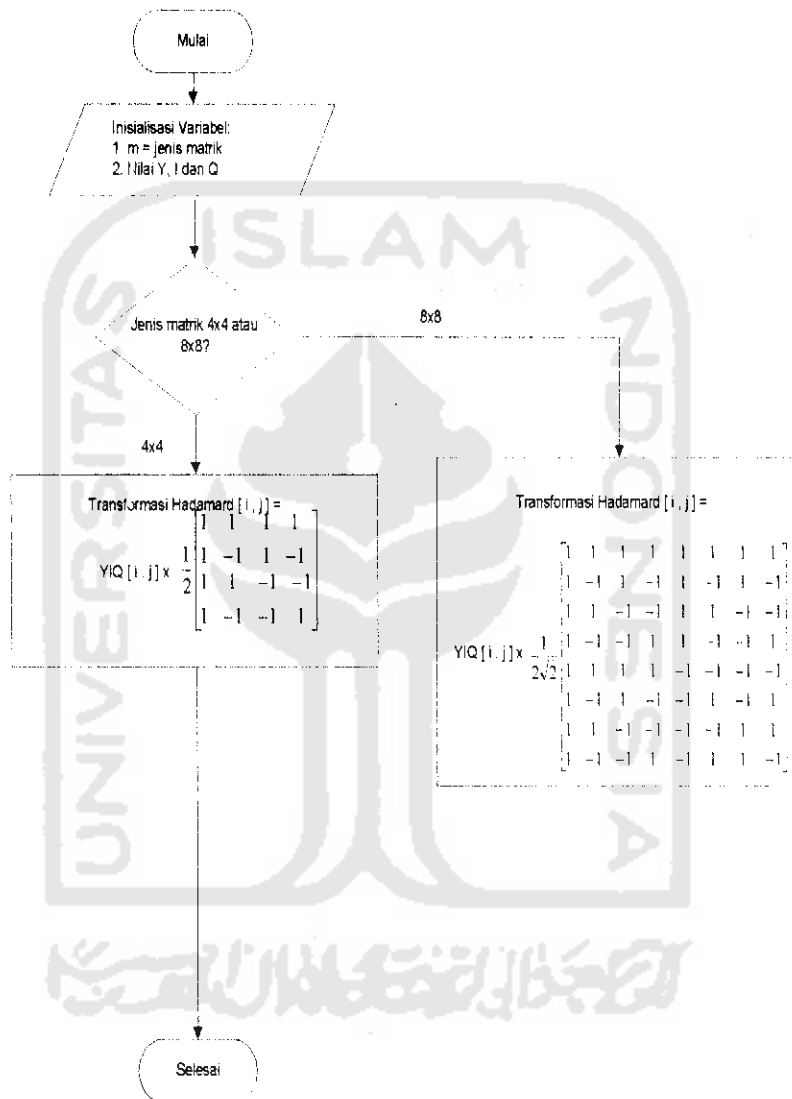 Mulai
Inisialisasi Variabel:
1. m = jenis matrik
2. Nilai Y, I dan Q
Jenis matrik 4x4 atau
8x8?
8x8
4x4
Transformasi Hadamard [ i , j ] =
YIQ [ i , j ] x 1/2
1 1 1 1
1 -1 1 -1
1 1 -1 -1
1 -1 -1 1
Transformasi Hadamard [ i , j ] =
YIQ [ i , j ] x 1/2√2
1 1 1 1 1 1 1 1
1 -1 1 -1 1 -1 1 -1
1 1 -1 -1 1 1 -1 -1
1 -1 -1 1 1 -1 -1 1
1 1 1 1 -1 -1 -1 -1
1 -1 1 -1 -1 1 -1 1
1 1 -1 -1 -1 -1 1 1
1 -1 -1 1 -1 1 1 -1
Selesai
UNIVERSITAS
ISLAM
INDONESIA